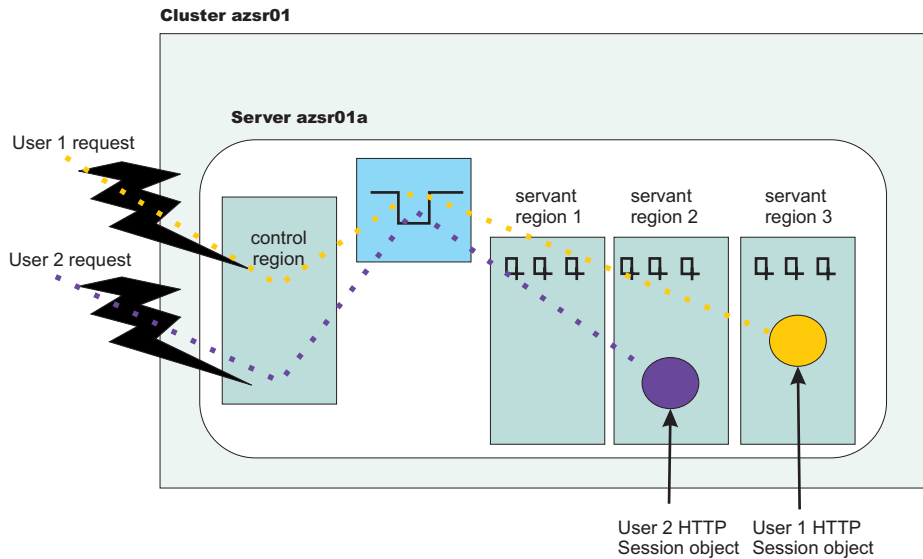 Cluster azsr01
Server azsr01a
User 1 request
User 2 request
control
region
servant
region 1
servant
region 2
servant
region 3
User 2 HTTP
Session object
User 1 HTTP
Session object